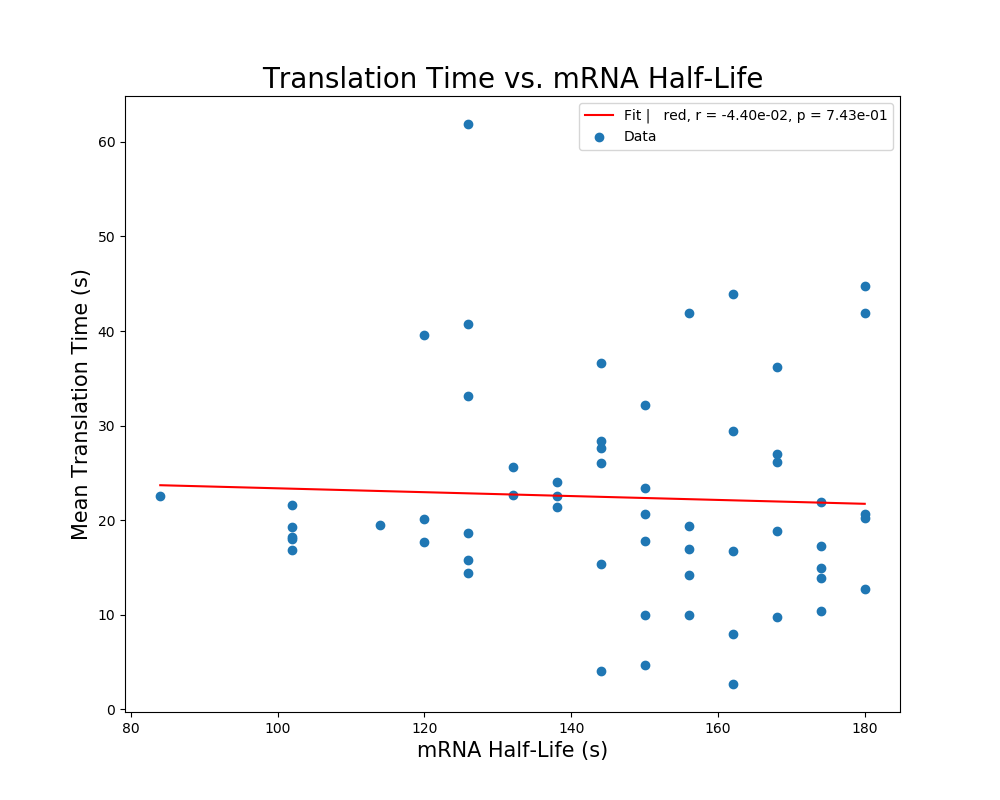 Translation Time vs. mRNA Half-Life
Fit |   red, r = -4.40e-02, p = 7.43e-01
Data
Mean Translation Time (s)
60
50
40
30
20
10
0
80 100 120 140 160 180
mRNA Half-Life (s)